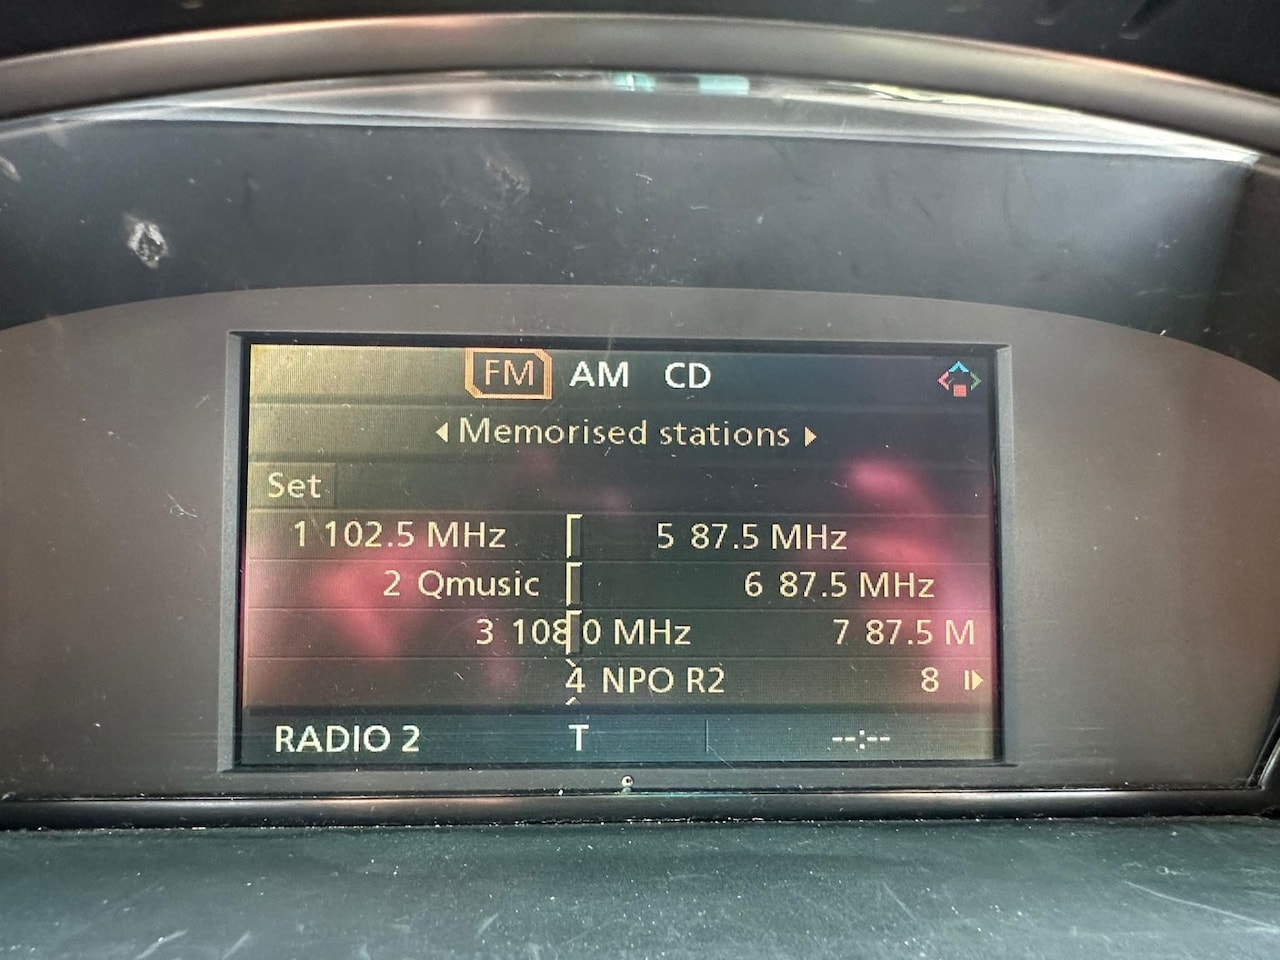 FM AM CD
Memorised stations
Set
1 102.5 MHz 5 87.5 MHz
2 Qmusic 6 87.5 MHz
3 108.0 MHz 7 87.5 M
4 NPO R2 8
RADIO 2 T --:--